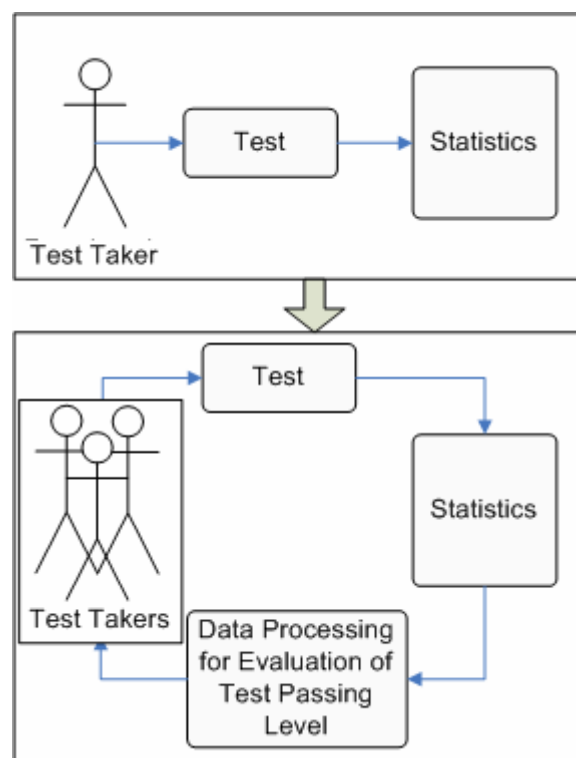 Test
Statistics
Test Taker
Test
Statistics
Test Takers
Data Processing
for Evaluation of
Test Passing
Level